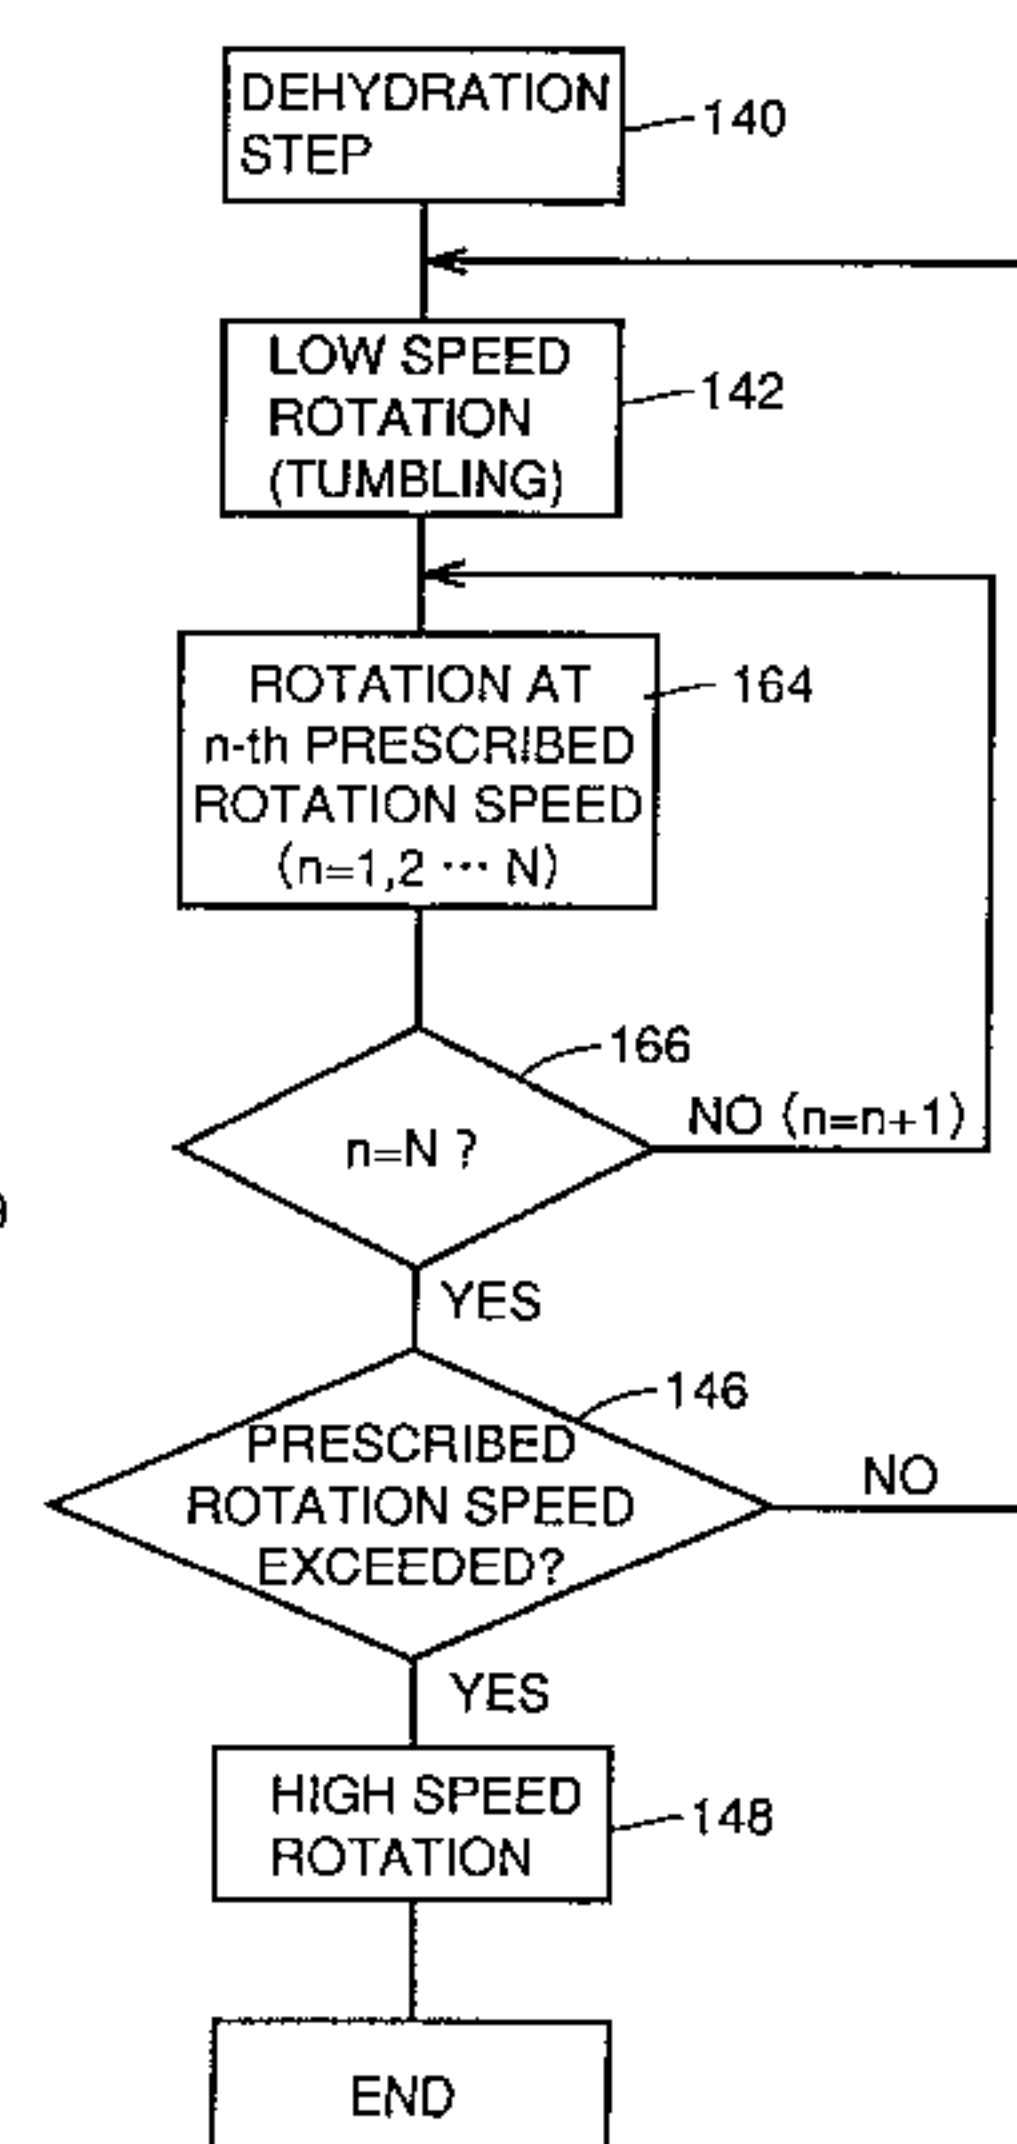 DEHYDRATION
STEP
140
LOW SPEED
ROTATION
(TUMBLING)
142
ROTATION AT
n-th PRESCRIBED
ROTATION SPEED
(n=1,2 ··· N)
164
166
n=N ?
NO (n=n+1)
YES
146
PRESCRIBED
ROTATION SPEED
EXCEEDED?
NO
YES
HIGH SPEED
ROTATION
148
END